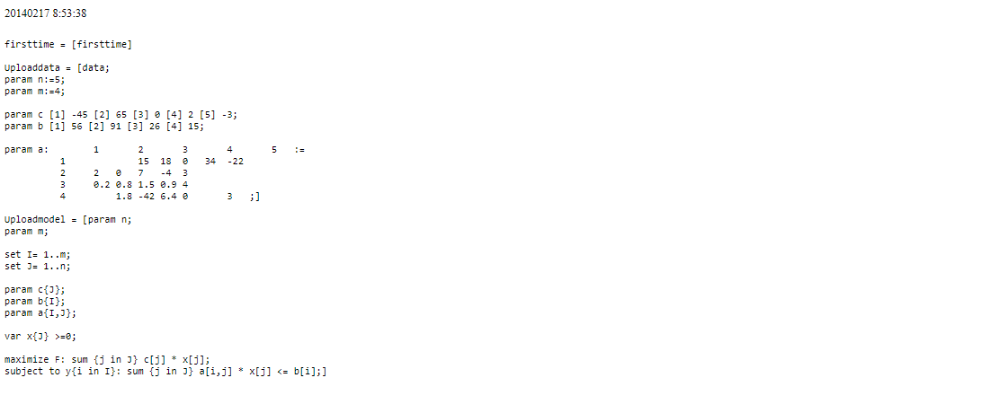 20140217 8:53:38
firsttime = [firsttime]
Uploaddata = [data;
param n:=5;
param m:=4;
param c [1] -45 [2] 65 [3] 0 [4] 2 [5] -3;
param b [1] 56 [2] 91 [3] 26 [4] 15;
param a: 1 2 3 4 5 :=
1 15 18 0 34 -22
2 2 0 7 -4 3
3 0.2 0.8 1.5 0.9 4
4 1.8 -42 6.4 0 3 ;]
Uploadmodel = [param n;
param m;
set I= 1..m;
set J= 1..n;
param c{J};
param b{I};
param a{I,J};
var x{J} >=0;
maximize F: sum {j in J} c[j] * x[j];
subject to y{i in I}: sum {j in J} a[i,j] * x[j] <= b[i];]